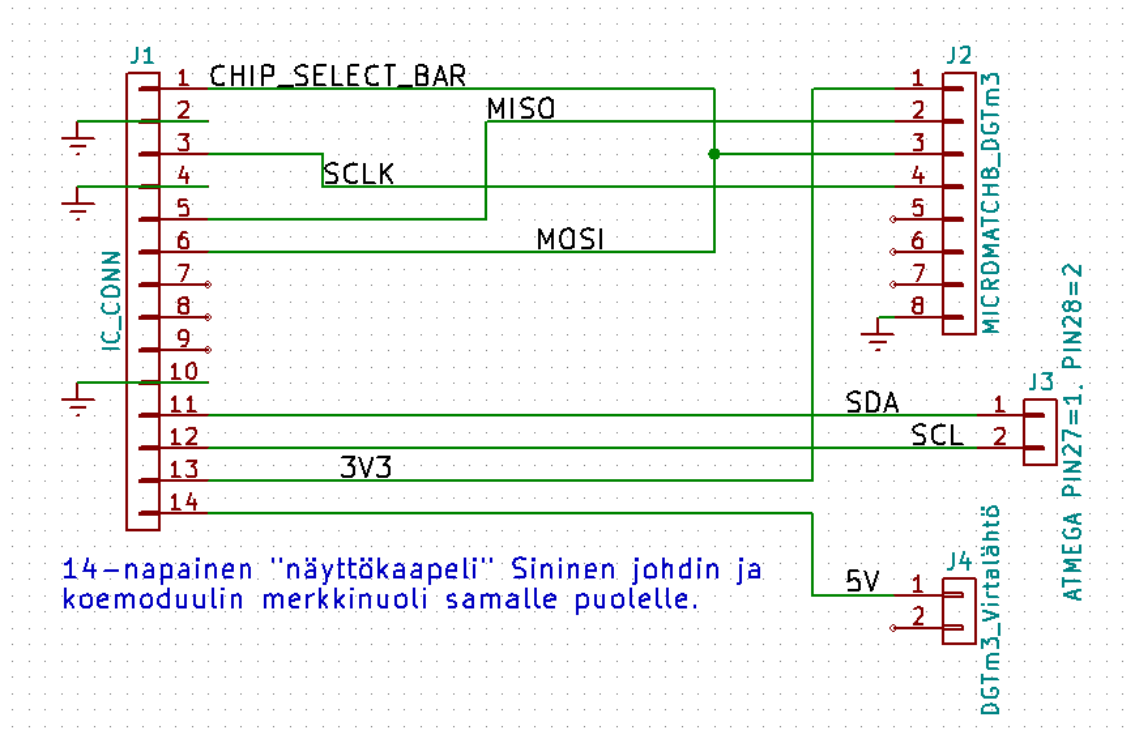 J1
1
2
3
4
5
6
7
8
9
10
11
12
13
14
IC_CONN
CHIP_SELECT_BAR
MISO
SCLK
MOSI
SDA
SCL
3V3
5V
J2
1
2
3
4
5
6
7
8
MICROMATCHB_DGTm3
J3
1
2
ATMEGA PIN27=1. PIN28=2
J4
1
2
DGTm3_Virtalähtö
14-napainen "näyttökaapeli" Sininen johdin ja
koemoduulin merkkinuoli samalle puolelle.